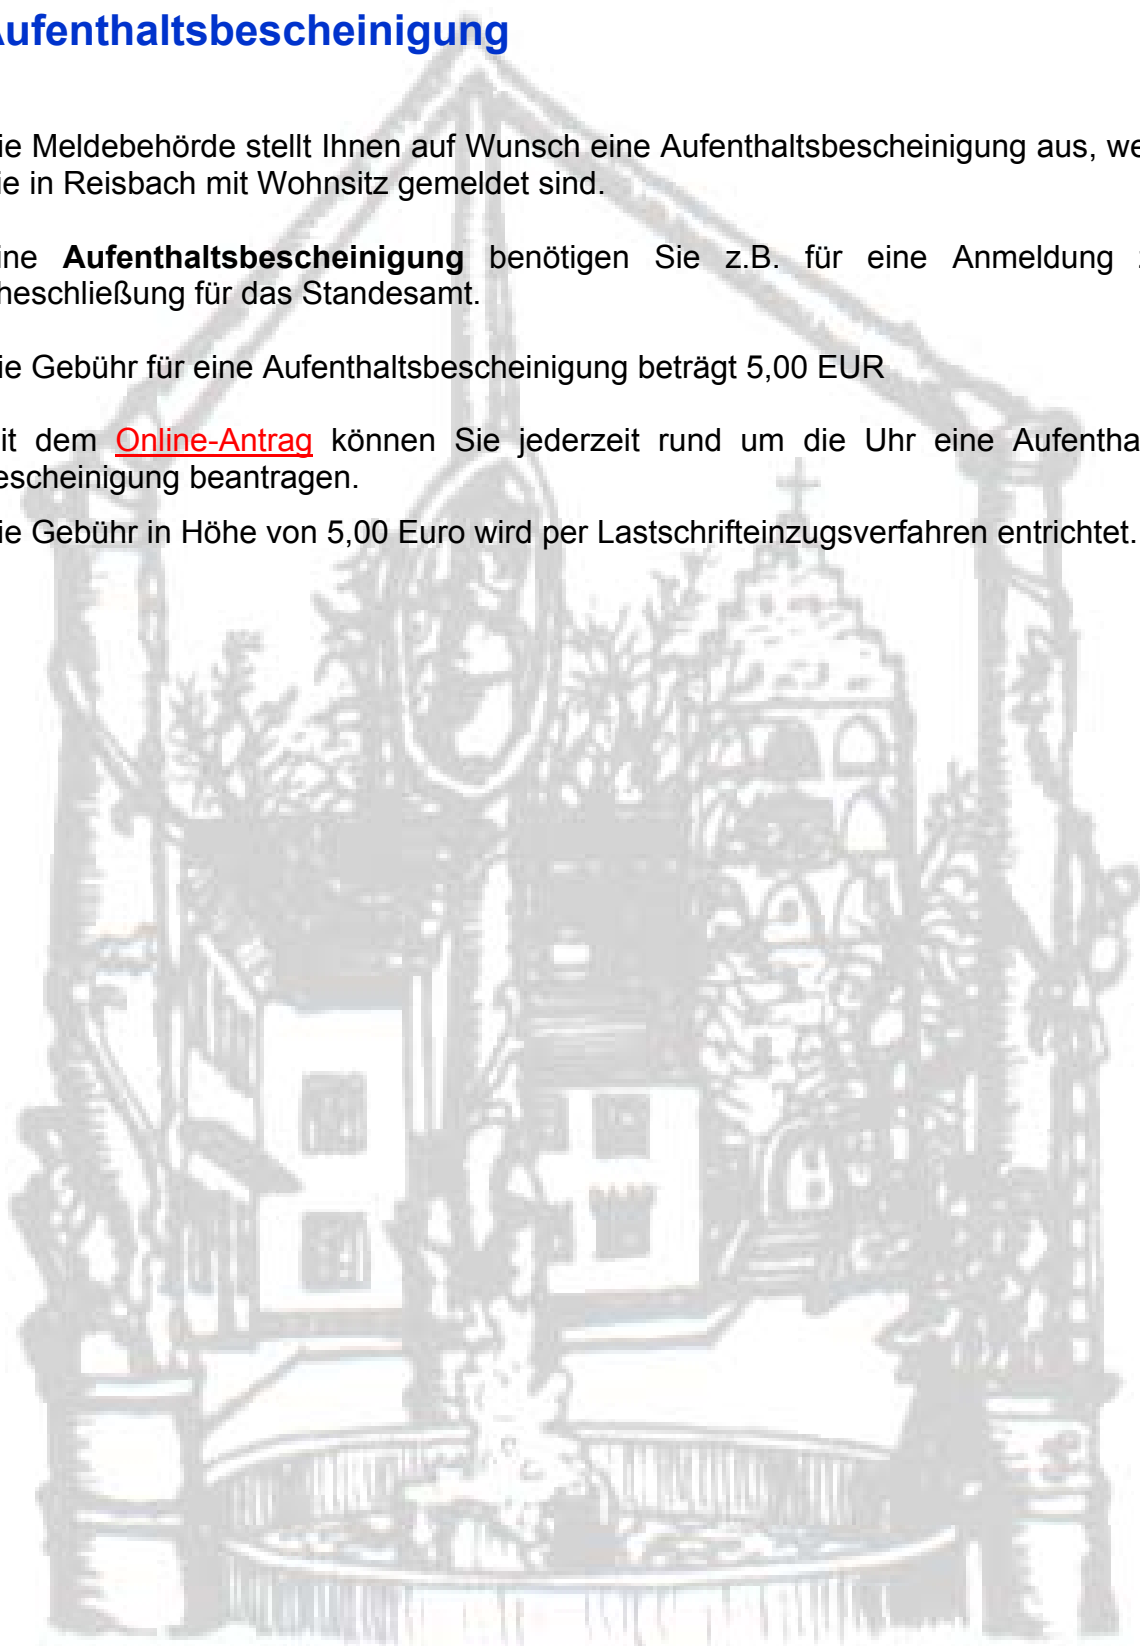 Aufenthaltsbescheinigung
ie Meldebehörde stellt Ihnen auf Wunsch eine Aufenthaltsbescheinigung aus, we
ie in Reisbach mit Wohnsitz gemeldet sind.
ine Aufenthaltsbescheinigung benötigen Sie z.B. für eine Anmeldung z
heschließung für das Standesamt.
ie Gebühr für eine Aufenthaltsbescheinigung beträgt 5,00 EUR
it dem Online-Antrag können Sie jederzeit rund um die Uhr eine Aufentha
escheinigung beantragen.
ie Gebühr in Höhe von 5,00 Euro wird per Lastschrifteinzugsverfahren entrichtet.